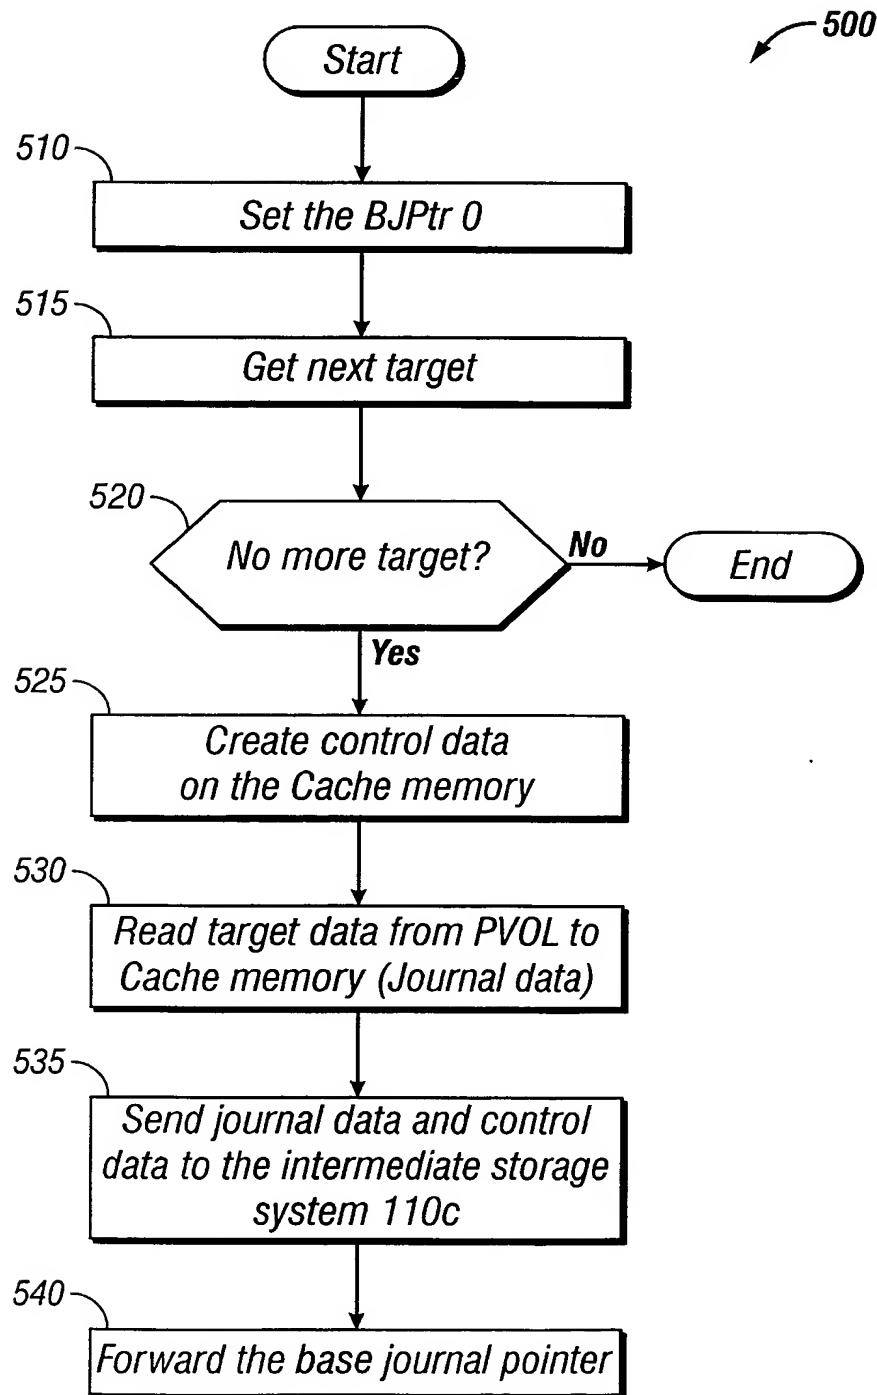 500
Start
510
Set the BJPtr 0
515
Get next target
520
No more target?
No
End
Yes
525
Create control data
on the Cache memory
530
Read target data from PVOL to
Cache memory (Journal data)
535
Send journal data and control
data to the intermediate storage
system 110c
540
Forward the base journal pointer